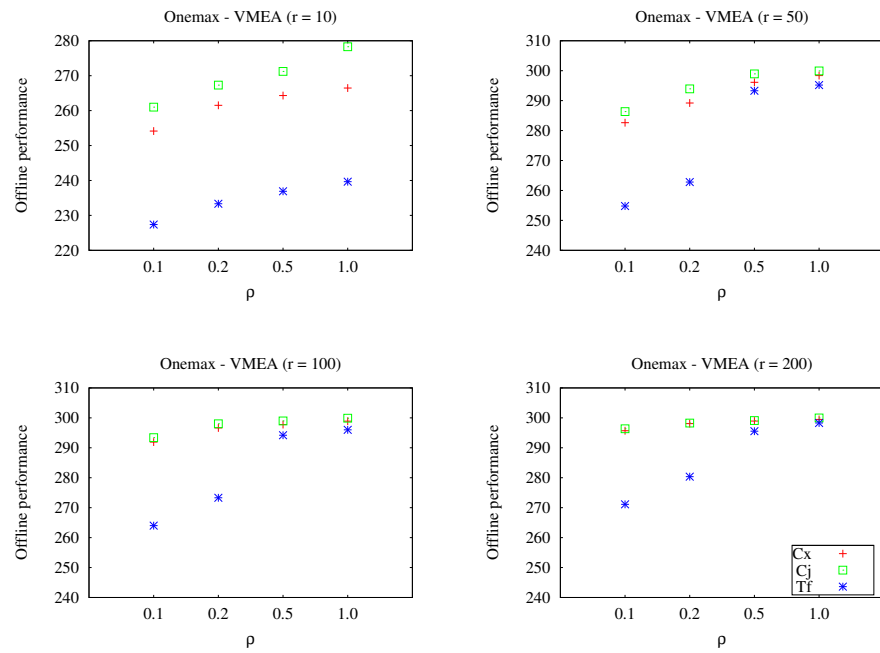 Onemax - VMEA (r = 10)
Offline performance
280
270
260
250
240
230
220
0.1 0.2 0.5 1.0
ρ
Onemax - VMEA (r = 50)
Offline performance
310
300
290
280
270
260
250
240
0.1 0.2 0.5 1.0
ρ
Onemax - VMEA (r = 100)
Offline performance
310
300
290
280
270
260
250
240
0.1 0.2 0.5 1.0
ρ
Onemax - VMEA (r = 200)
Offline performance
310
300
290
280
270
260
250
240
Cx
Cj
Tf
0.1 0.2 0.5 1.0
ρ